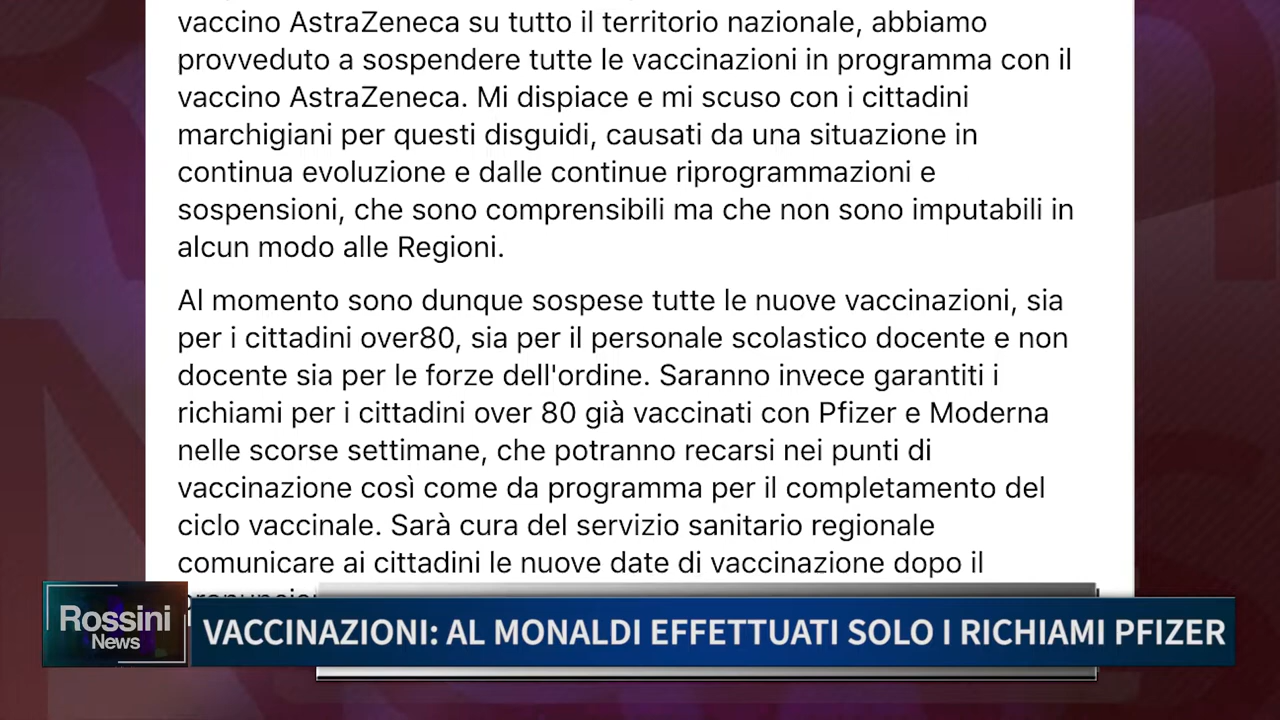 vaccino AstraZeneca su tutto il territorio nazionale, abbiamo
provveduto a sospendere tutte le vaccinazioni in programma con il
vaccino AstraZeneca. Mi dispiace e mi scuso con i cittadini
marchigiani per questi disguidi, causati da una situazione in
continua evoluzione e dalle continue riprogrammazioni e
sospensioni, che sono comprensibili ma che non sono imputabili in
alcun modo alle Regioni.
Al momento sono dunque sospese tutte le nuove vaccinazioni, sia
per i cittadini over80, sia per il personale scolastico docente e non
docente sia per le forze dell'ordine. Saranno invece garantiti i
richiami per i cittadini over 80 già vaccinati con Pfizer e Moderna
nelle scorse settimane, che potranno recarsi nei punti di
vaccinazione così come da programma per il completamento del
ciclo vaccinale. Sarà cura del servizio sanitario regionale
comunicare ai cittadini le nuove date di vaccinazione dopo il
Rossini
News
VACCINAZIONI: AL MONALDI EFFETTUATI SOLO I RICHIAMI PFIZER